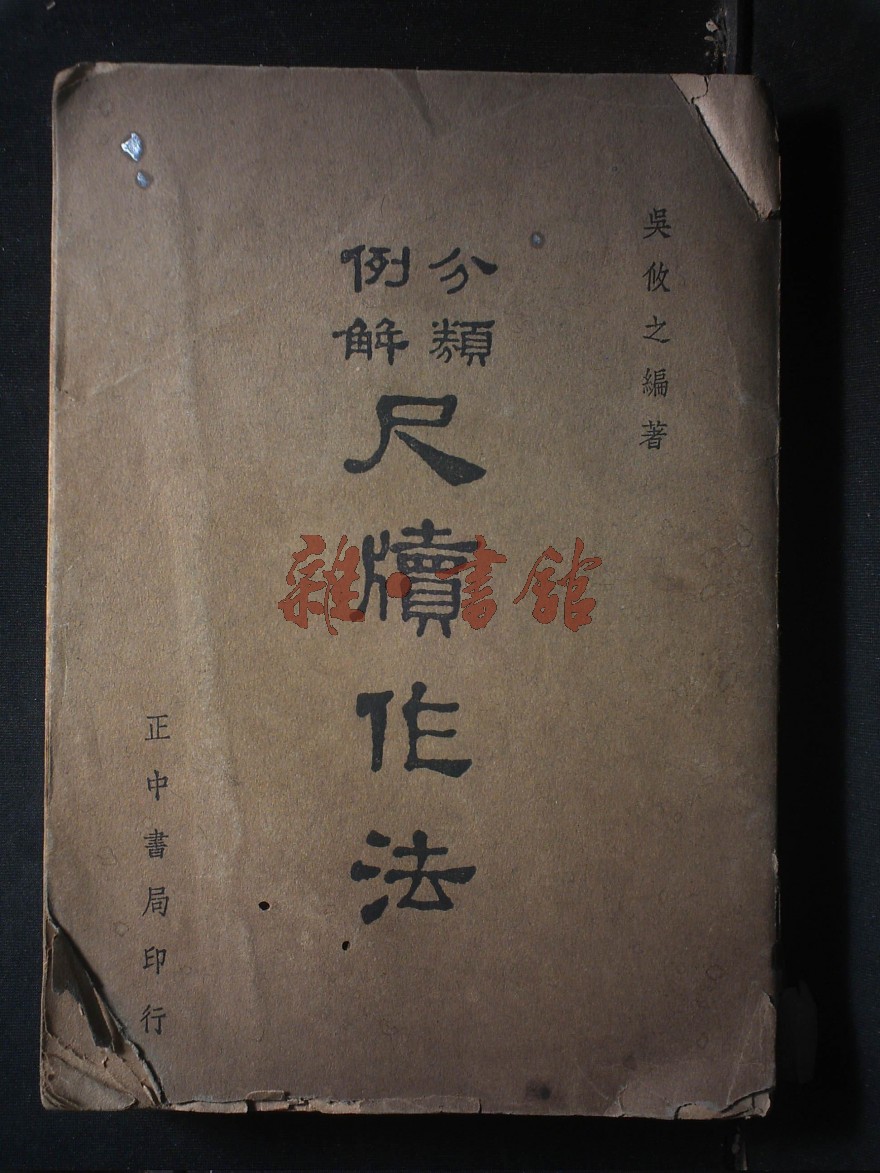 吳攸之編著
分類
例解
尺牘作法
正中書局印行
雜·書館